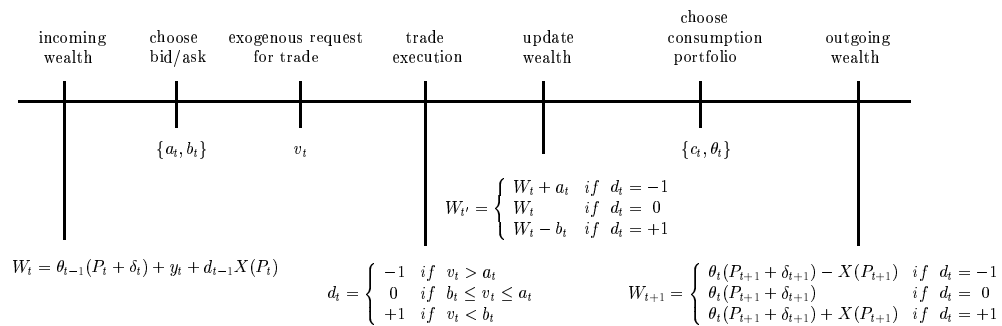 incoming wealth
choose bid/ask
exogenous request for trade
trade execution
update wealth
choose consumption portfolio
outgoing wealth
{a_t, b_t}
v_t
{c_t, θ_t}
W_t = θ_{t−1}(P_t + δ_t) + y_t + d_{t−1}X(P_t)
d_t = {
−1 if v_t > a_t
0 if b_t ≤ v_t ≤ a_t
+1 if v_t < b_t
W_{t′} = {
W_t + a_t if d_t = −1
W_t if d_t = 0
W_t − b_t if d_t = +1
W_{t+1} = {
θ_t(P_{t+1} + δ_{t+1}) − X(P_{t+1}) if d_t = −1
θ_t(P_{t+1} + δ_{t+1}) if d_t = 0
θ_t(P_{t+1} + δ_{t+1}) + X(P_{t+1}) if d_t = +1